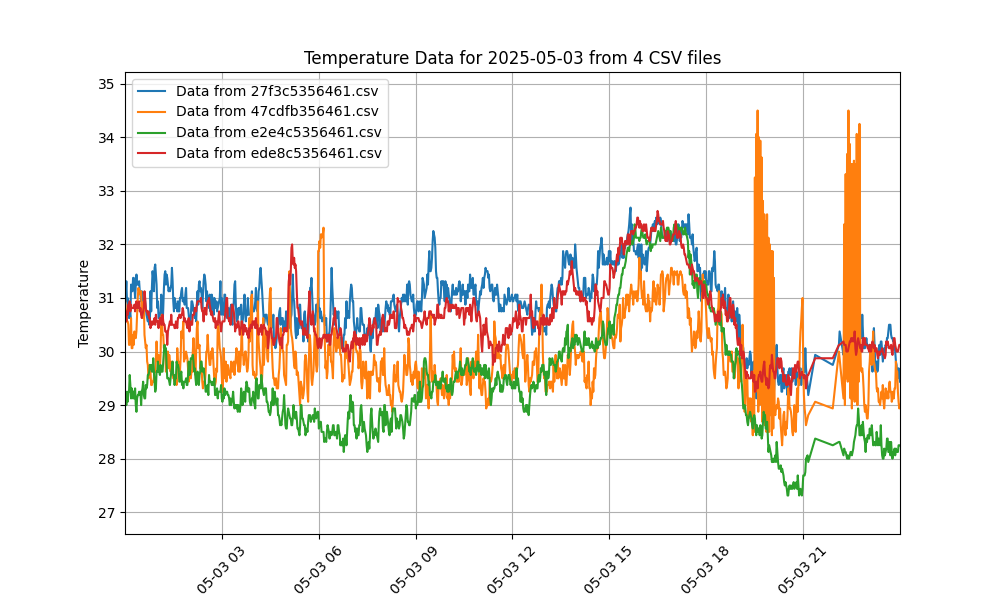 Temperature Data for 2025-05-03 from 4 CSV files
Data from 27f3c5356461.csv
Data from 47cdfb356461.csv
Data from e2e4c5356461.csv
Data from ede8c5356461.csv
Temperature
35
34
33
32
31
30
29
28
27
05-03 03
05-03 06
05-03 09
05-03 12
05-03 15
05-03 18
05-03 21